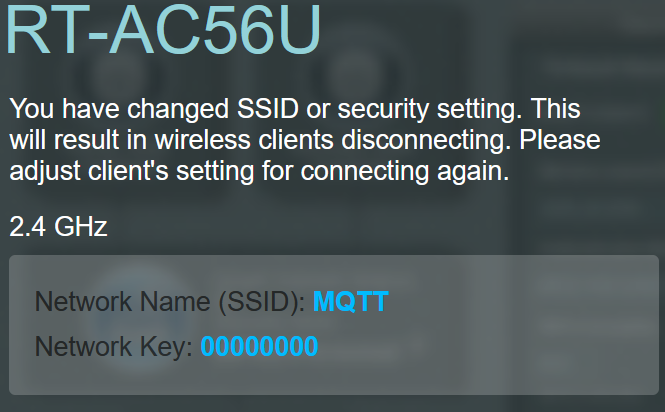 RT-AC56U
You have changed SSID or security setting. This
will result in wireless clients disconnecting. Please
adjust client's setting for connecting again.
2.4 GHz
Network Name (SSID): MQTT
Network Key: 00000000